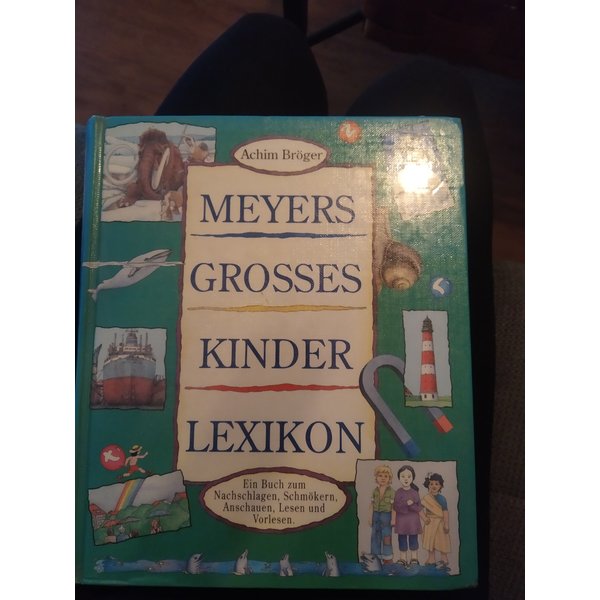 Achim Bröger
MEYERS
GROSSES
KINDER
LEXIKON
Ein Buch zum
Nachschlagen, Schmökern,
Anschauen, Lesen und
Vorlesen.